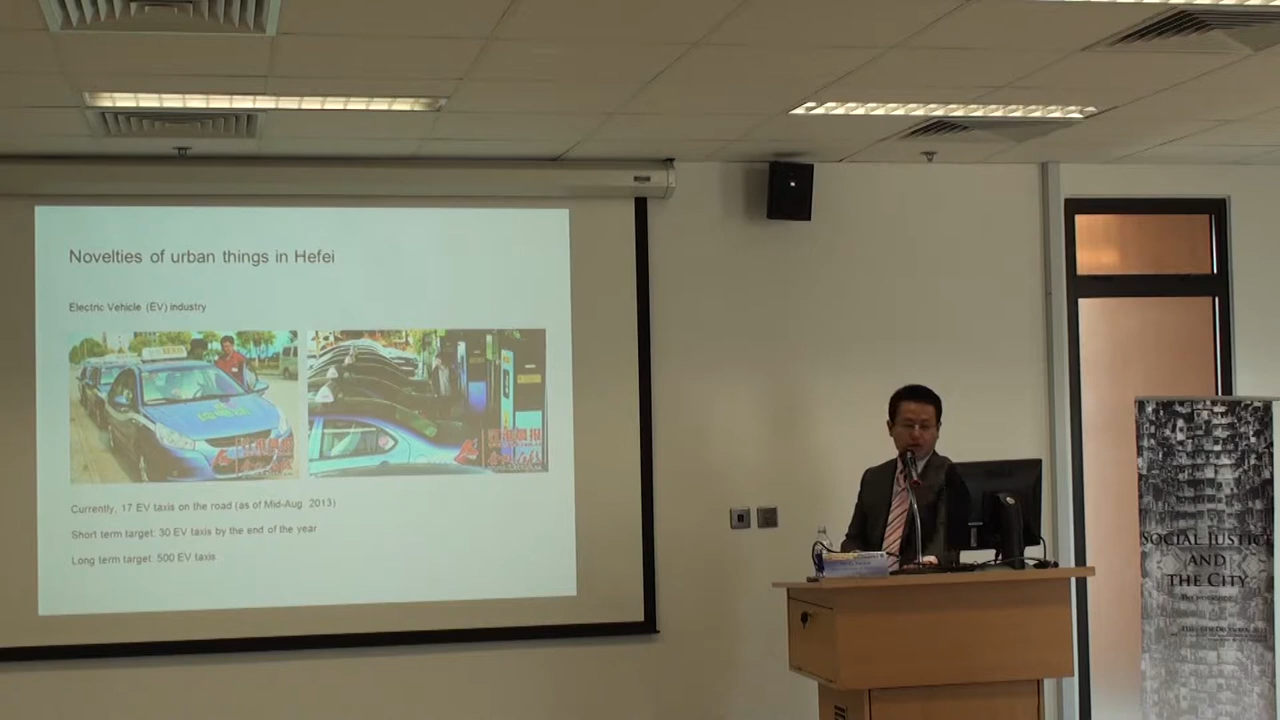 Novelties of urban things in Hefei
Electric Vehicle (EV) industry
Currently, 17 EV taxis on the road (as of Mid-Aug. 2013)
Short term target: 30 EV taxis by the end of the year
Long term target: 500 EV taxis
SOCIAL JUSTICE
AND
THE CITY